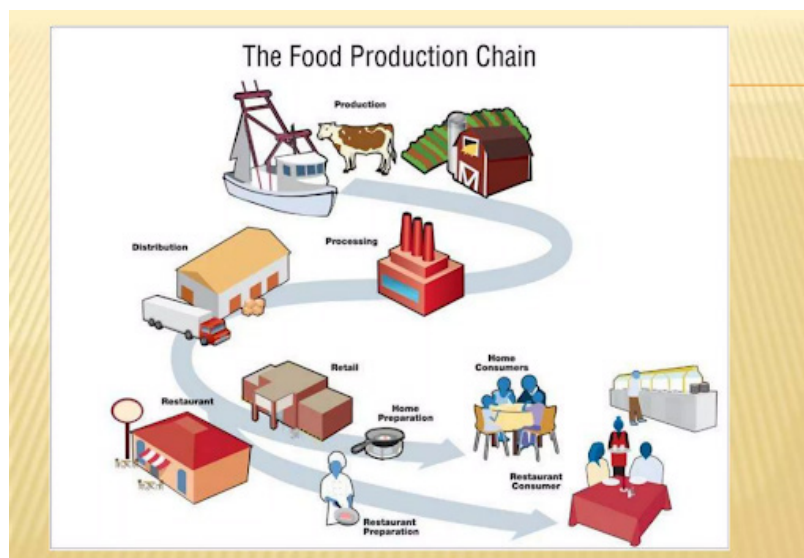 The Food Production Chain
Production
Processing
Distribution
Retail
Home
Consumers
Restaurant
Home
Preparation
Restaurant
Consumer
Restaurant
Preparation